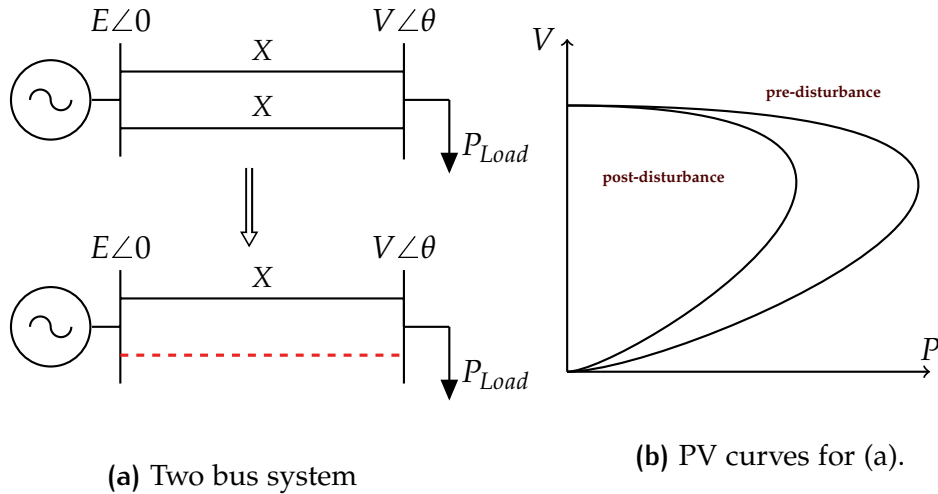 E∠0
V∠θ
X
X
P_Load
E∠0
V∠θ
X
P_Load
(a) Two bus system
V
pre-disturbance
post-disturbance
P
(b) PV curves for (a).